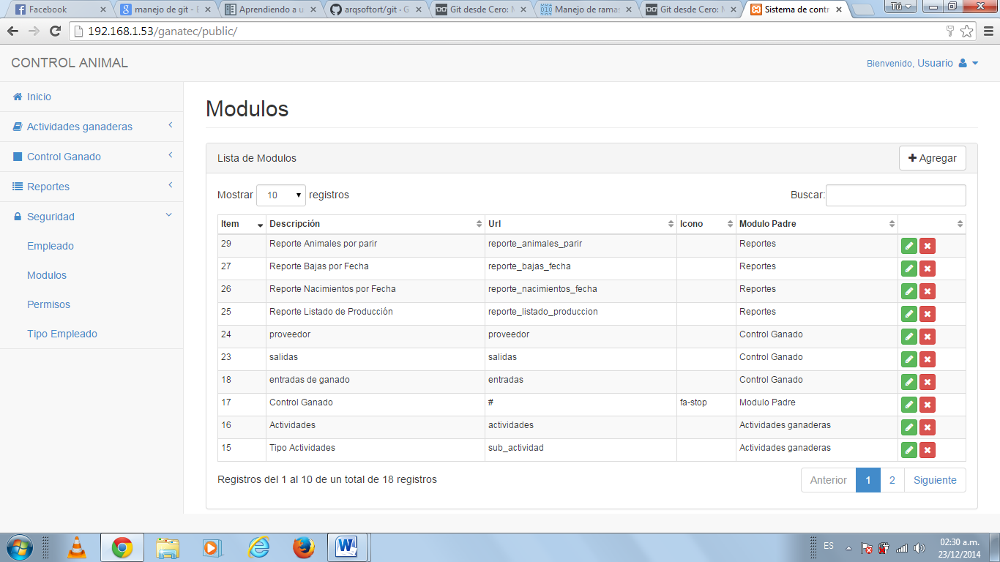 Facebook
manejo de git - E
Aprendiendo a u
arqsoftort/git · G
Git desde Cero: M
Manejo de ramas
Git desde Cero: M
Sistema de contr
Tú
192.168.1.53/ganatec/public/
CONTROL ANIMAL
Bienvenido, Usuario
Inicio
Actividades ganaderas
Control Ganado
Reportes
Seguridad
Empleado
Modulos
Permisos
Tipo Empleado
Modulos
Lista de Modulos
Agregar
Mostrar 10 registros
Buscar:
Item Descripción Url Icono Modulo Padre
29 Reporte Animales por parir reporte_animales_parir Reportes
27 Reporte Bajas por Fecha reporte_bajas_fecha Reportes
26 Reporte Nacimientos por Fecha reporte_nacimientos_fecha Reportes
25 Reporte Listado de Producción reporte_listado_produccion Reportes
24 proveedor proveedor Control Ganado
23 salidas salidas Control Ganado
18 entradas de ganado entradas Control Ganado
17 Control Ganado # fa-stop Modulo Padre
16 Actividades actividades Actividades ganaderas
15 Tipo Actividades sub_actividad Actividades ganaderas
Registros del 1 al 10 de un total de 18 registros
Anterior 1 2 Siguiente
ES
02:30 a.m.
23/12/2014